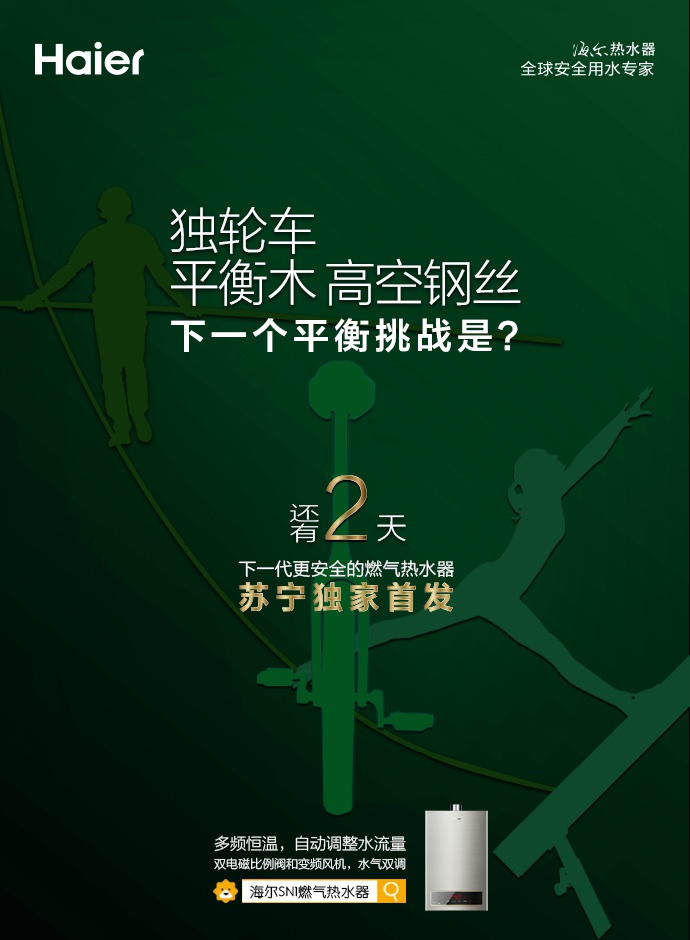 Haier
海尔热水器
全球安全用水专家
独轮车
平衡木 高空钢丝
下一个平衡挑战是?
还有2天
下一代更安全的燃气热水器
苏宁独家首发
多频恒温，自动调整水流量
双电磁比例阀和变频风机，水气双调
海尔SN1燃气热水器